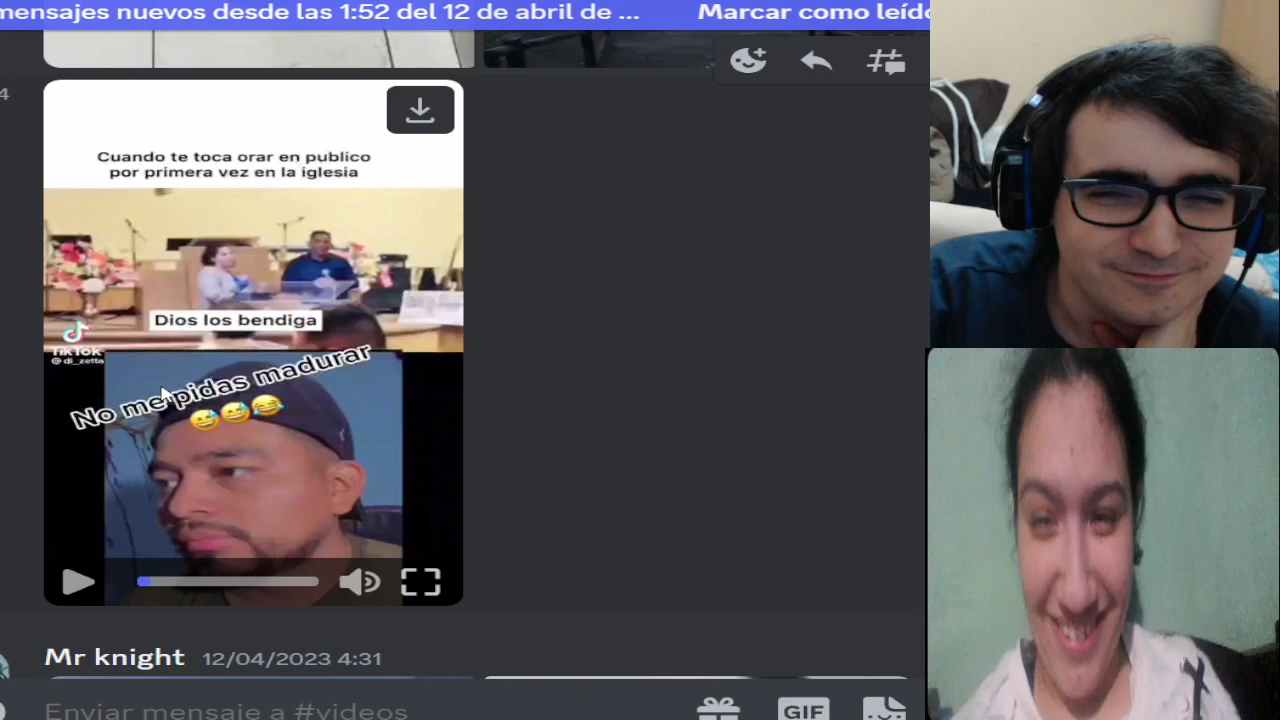 mensajes nuevos desde las 1:52 del 12 de abril de ...
Marcar como leído
4
Cuando te toca orar en publico
por primera vez en la iglesia
Dios los bendiga
TikTok
@di_zetta
No me pidas madurar
Mr knight 12/04/2023 4:31
Enviar mensaje a #videos
GIF